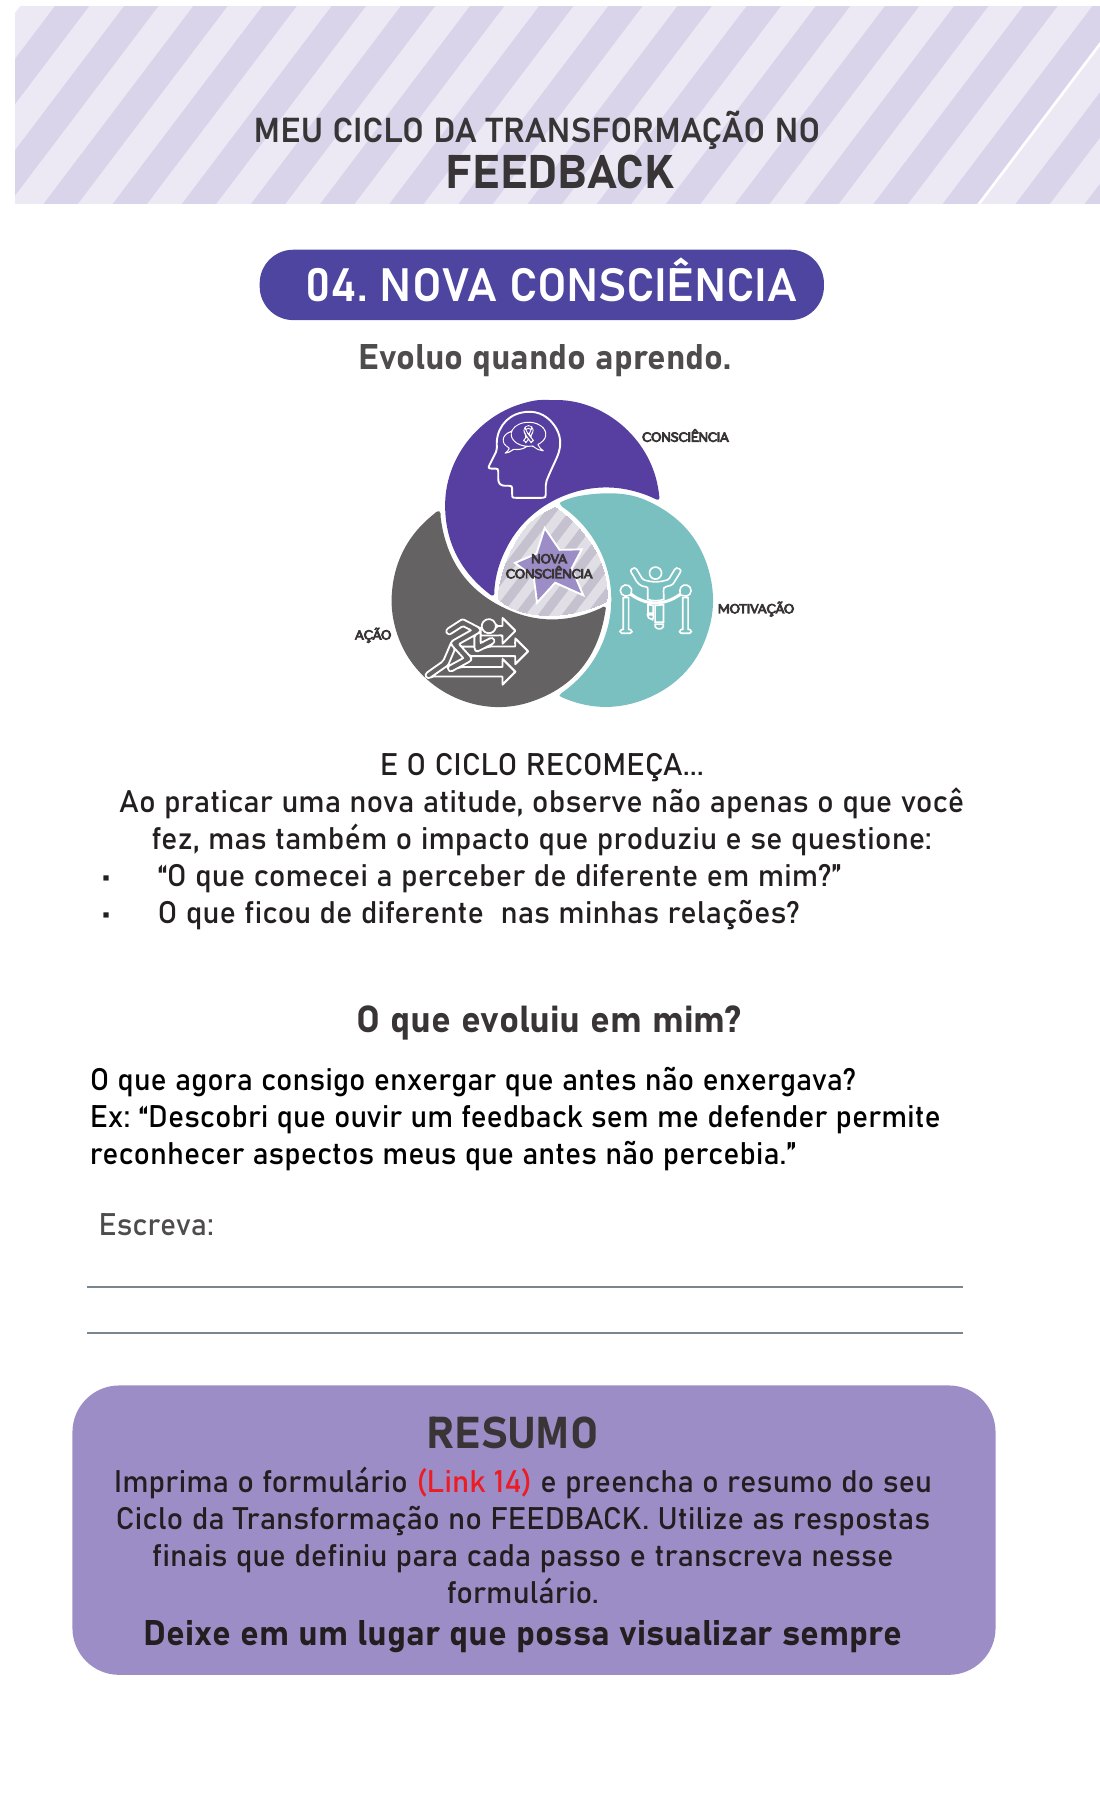 MEU CICLO DA TRANSFORMAÇÃO NO
FEEDBACK
04. NOVA CONSCIÊNCIA
Evoluo quando aprendo.
CONSCIÊNCIA
NOVA
CONSCIÊNCIA
MOTIVAÇÃO
AÇÃO
E O CICLO RECOMEÇA...
Ao praticar uma nova atitude, observe não apenas o que você
fez, mas também o impacto que produziu e se questione:
▪ “O que comecei a perceber de diferente em mim?”
▪ O que ficou de diferente  nas minhas relações?
O que evoluiu em mim?
O que agora consigo enxergar que antes não enxergava?
Ex: “Descobri que ouvir um feedback sem me defender permite
reconhecer aspectos meus que antes não percebia.”
Escreva:
RESUMO
Imprima o formulário (Link 14) e preencha o resumo do seu
Ciclo da Transformação no FEEDBACK. Utilize as respostas
finais que definiu para cada passo e transcreva nesse
formulário.
Deixe em um lugar que possa visualizar sempre